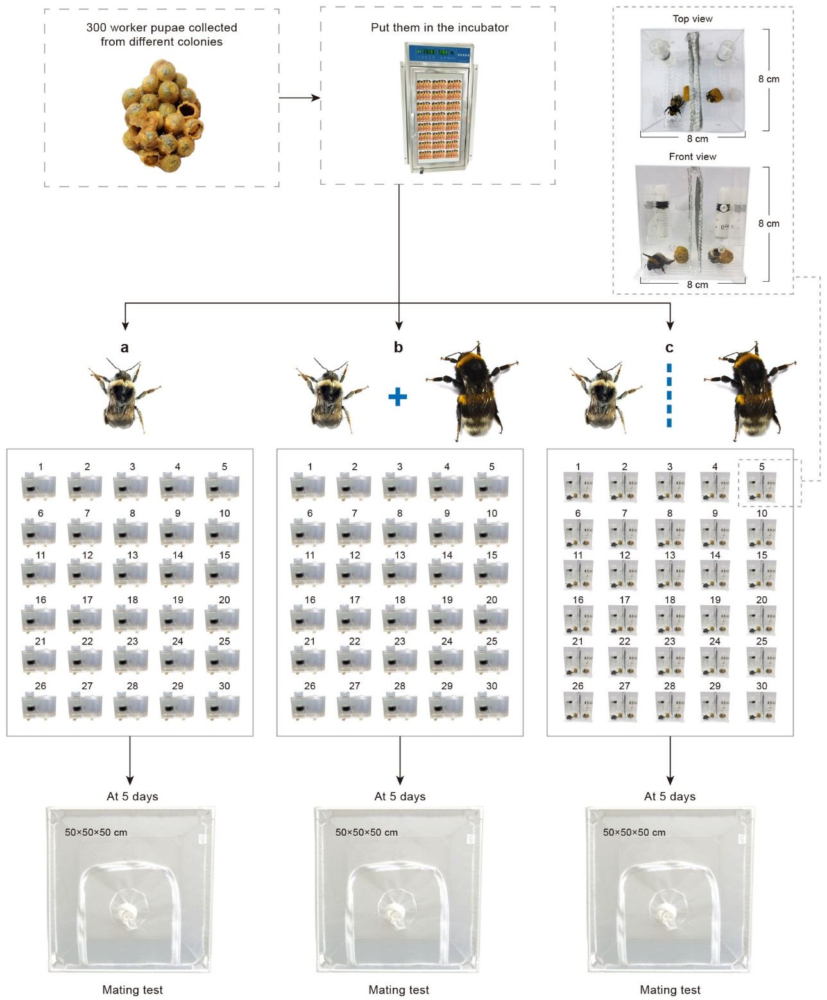 300 worker pupae collected
from different colonies
Put them in the incubator
Top view
8 cm
8 cm
Front view
8 cm
8 cm
a
b
c
1 2 3 4 5
6 7 8 9 10
11 12 13 14 15
16 17 18 19 20
21 22 23 24 25
26 27 28 29 30
1 2 3 4 5
6 7 8 9 10
11 12 13 14 15
16 17 18 19 20
21 22 23 24 25
26 27 28 29 30
1 2 3 4 5
6 7 8 9 10
11 12 13 14 15
16 17 18 19 20
21 22 23 24 25
26 27 28 29 30
At 5 days
At 5 days
At 5 days
50×50×50 cm
50×50×50 cm
50×50×50 cm
Mating test
Mating test
Mating test